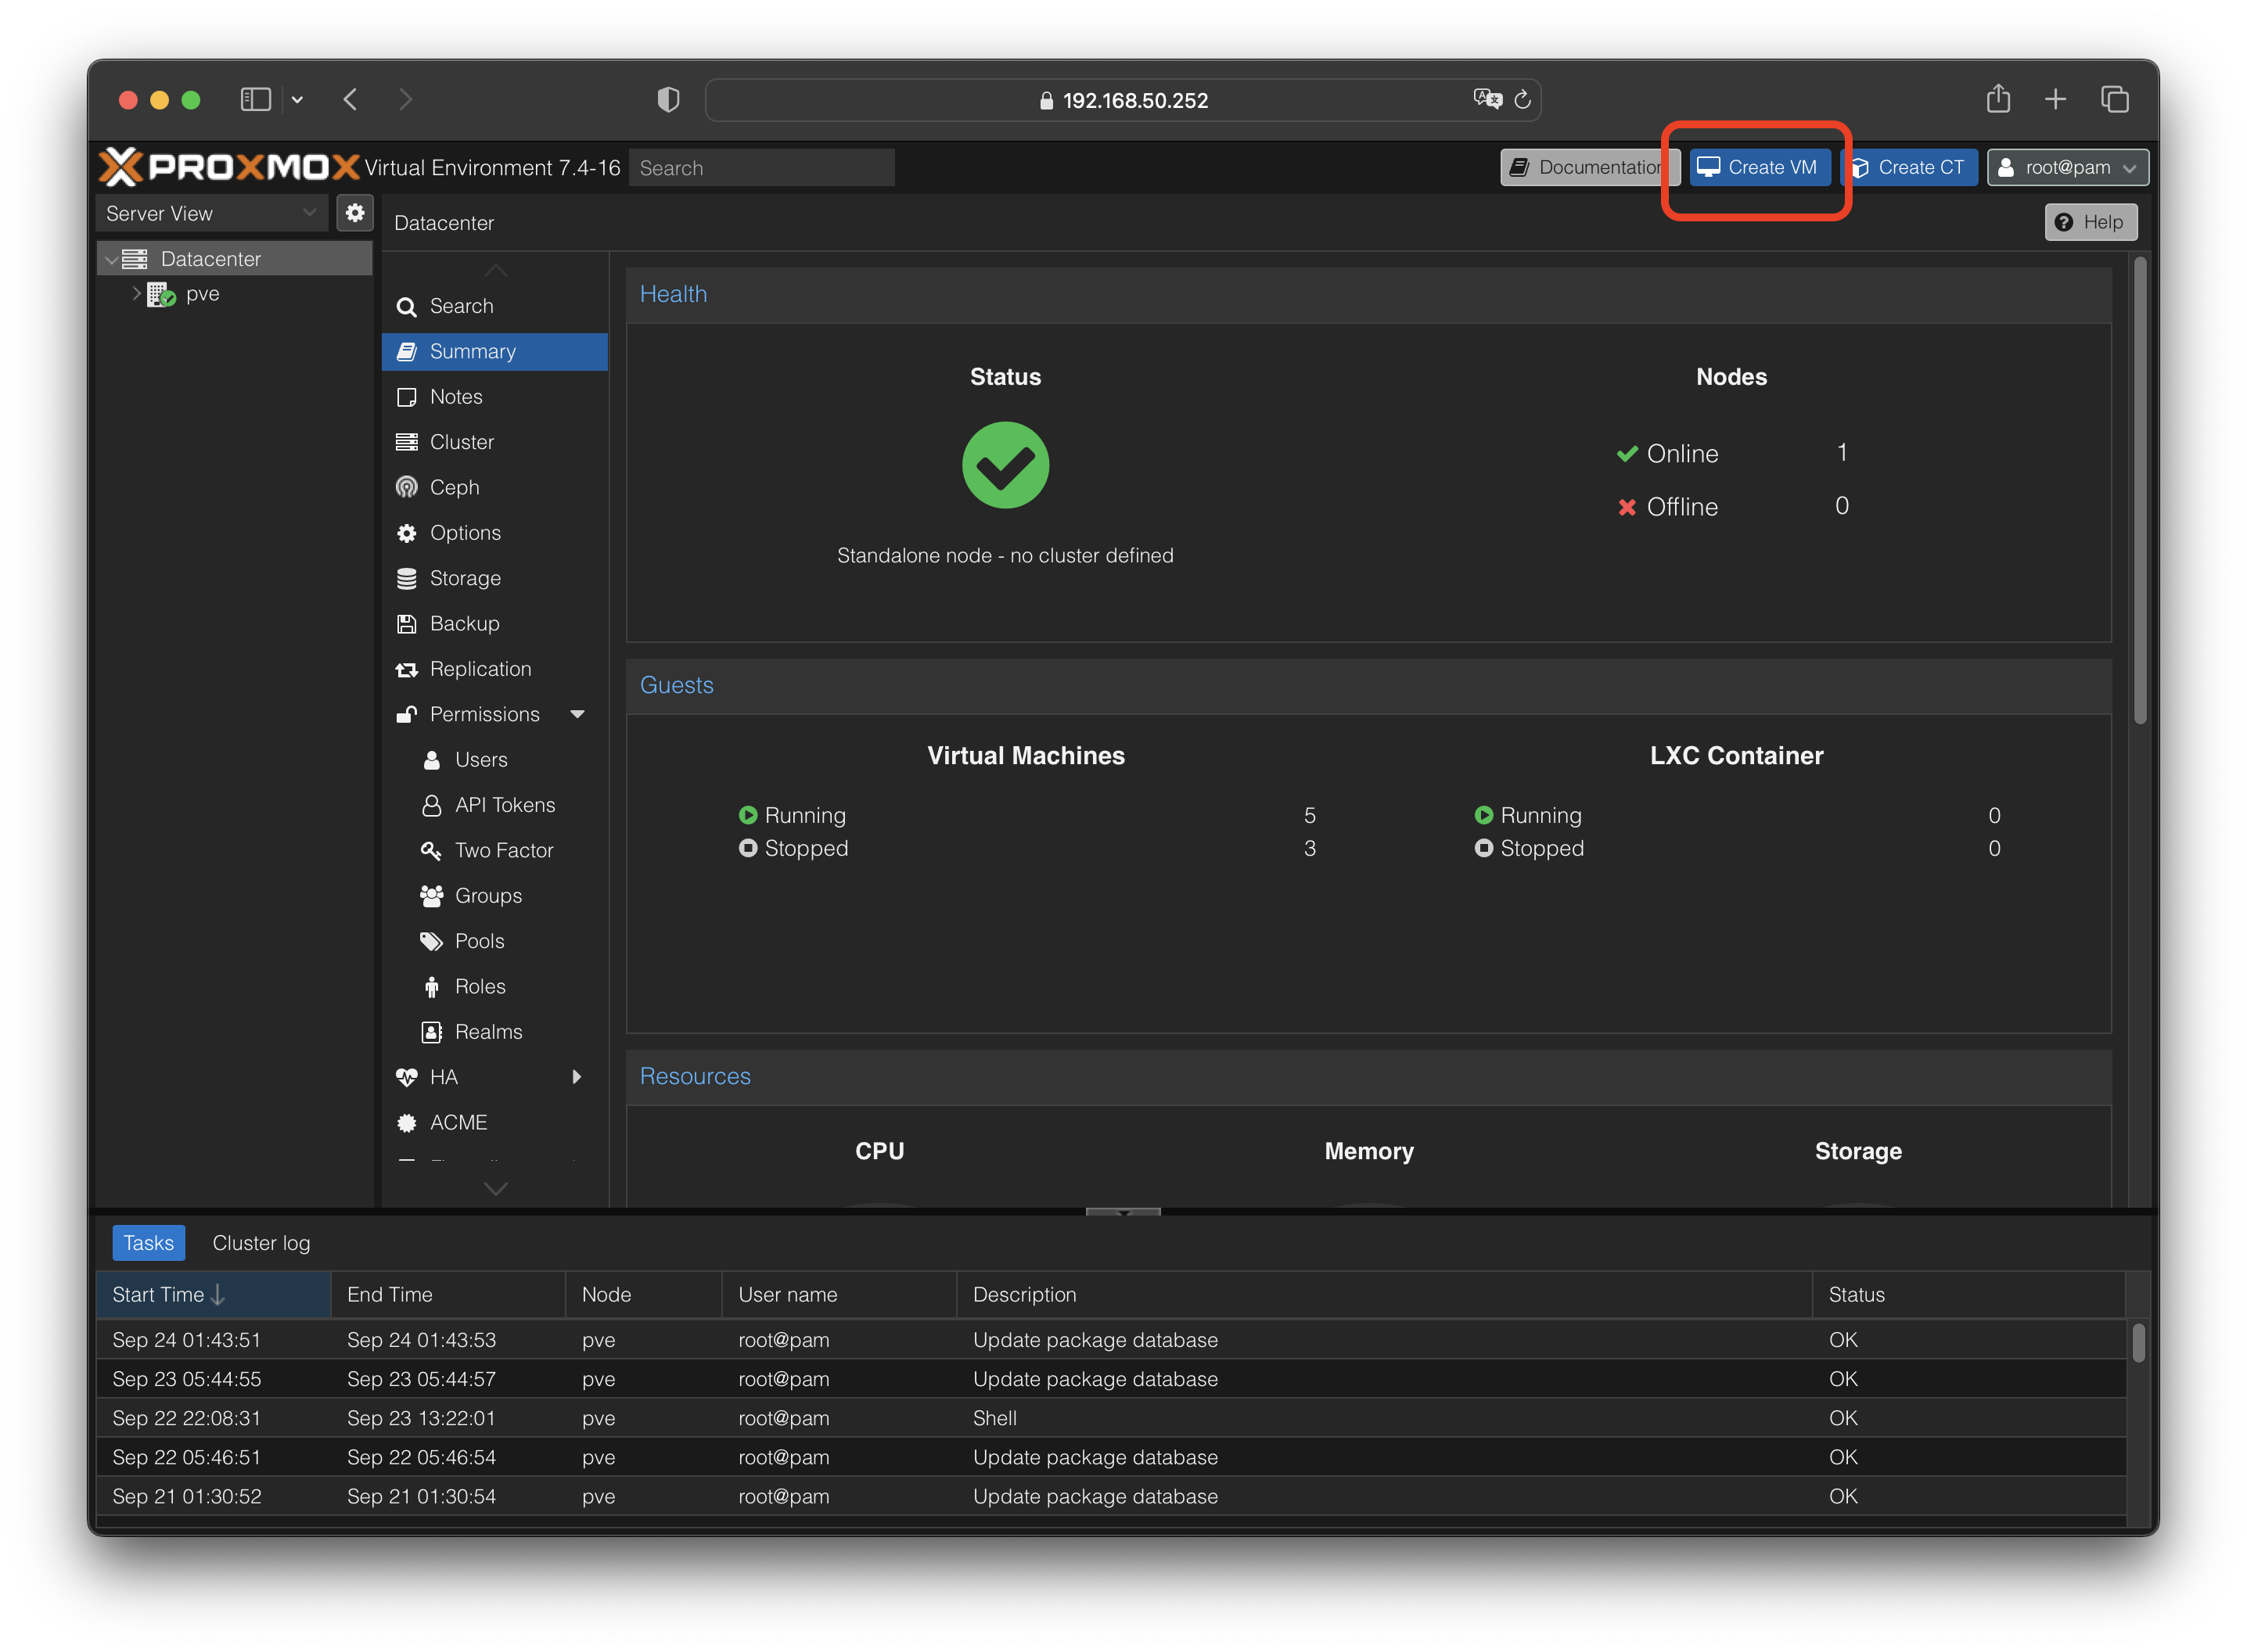 192.168.50.252
PROXMOX Virtual Environment 7.4-16 Search Documentation Create VM Create CT root@pam
Server View
Datacenter
Help
Datacenter
pve
Search
Summary
Notes
Cluster
Ceph
Options
Storage
Backup
Replication
Permissions
Users
API Tokens
Two Factor
Groups
Pools
Roles
Realms
HA
ACME
Health
Status
Standalone node - no cluster defined
Nodes
Online 1
Offline 0
Guests
Virtual Machines
Running 5
Stopped 3
LXC Container
Running 0
Stopped 0
Resources
CPU Memory Storage
Tasks Cluster log
Start Time End Time Node User name Description Status
Sep 24 01:43:51 Sep 24 01:43:53 pve root@pam Update package database OK
Sep 23 05:44:55 Sep 23 05:44:57 pve root@pam Update package database OK
Sep 22 22:08:31 Sep 23 13:22:01 pve root@pam Shell OK
Sep 22 05:46:51 Sep 22 05:46:54 pve root@pam Update package database OK
Sep 21 01:30:52 Sep 21 01:30:54 pve root@pam Update package database OK